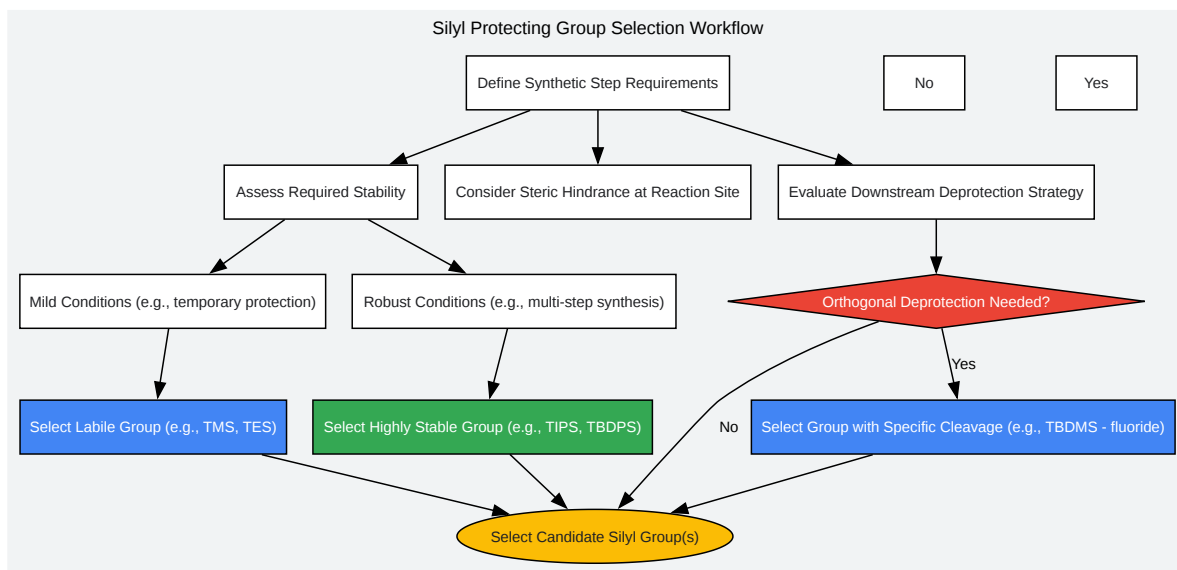 Silyl Protecting Group Selection Workflow
Define Synthetic Step Requirements
No
Yes
Assess Required Stability
Consider Steric Hindrance at Reaction Site
Evaluate Downstream Deprotection Strategy
Mild Conditions (e.g., temporary protection)
Robust Conditions (e.g., multi-step synthesis)
Orthogonal Deprotection Needed?
Yes
Select Labile Group (e.g., TMS, TES)
Select Highly Stable Group (e.g., TIPS, TBDPS)
No
Select Group with Specific Cleavage (e.g., TBDMS - fluoride)
Select Candidate Silyl Group(s)